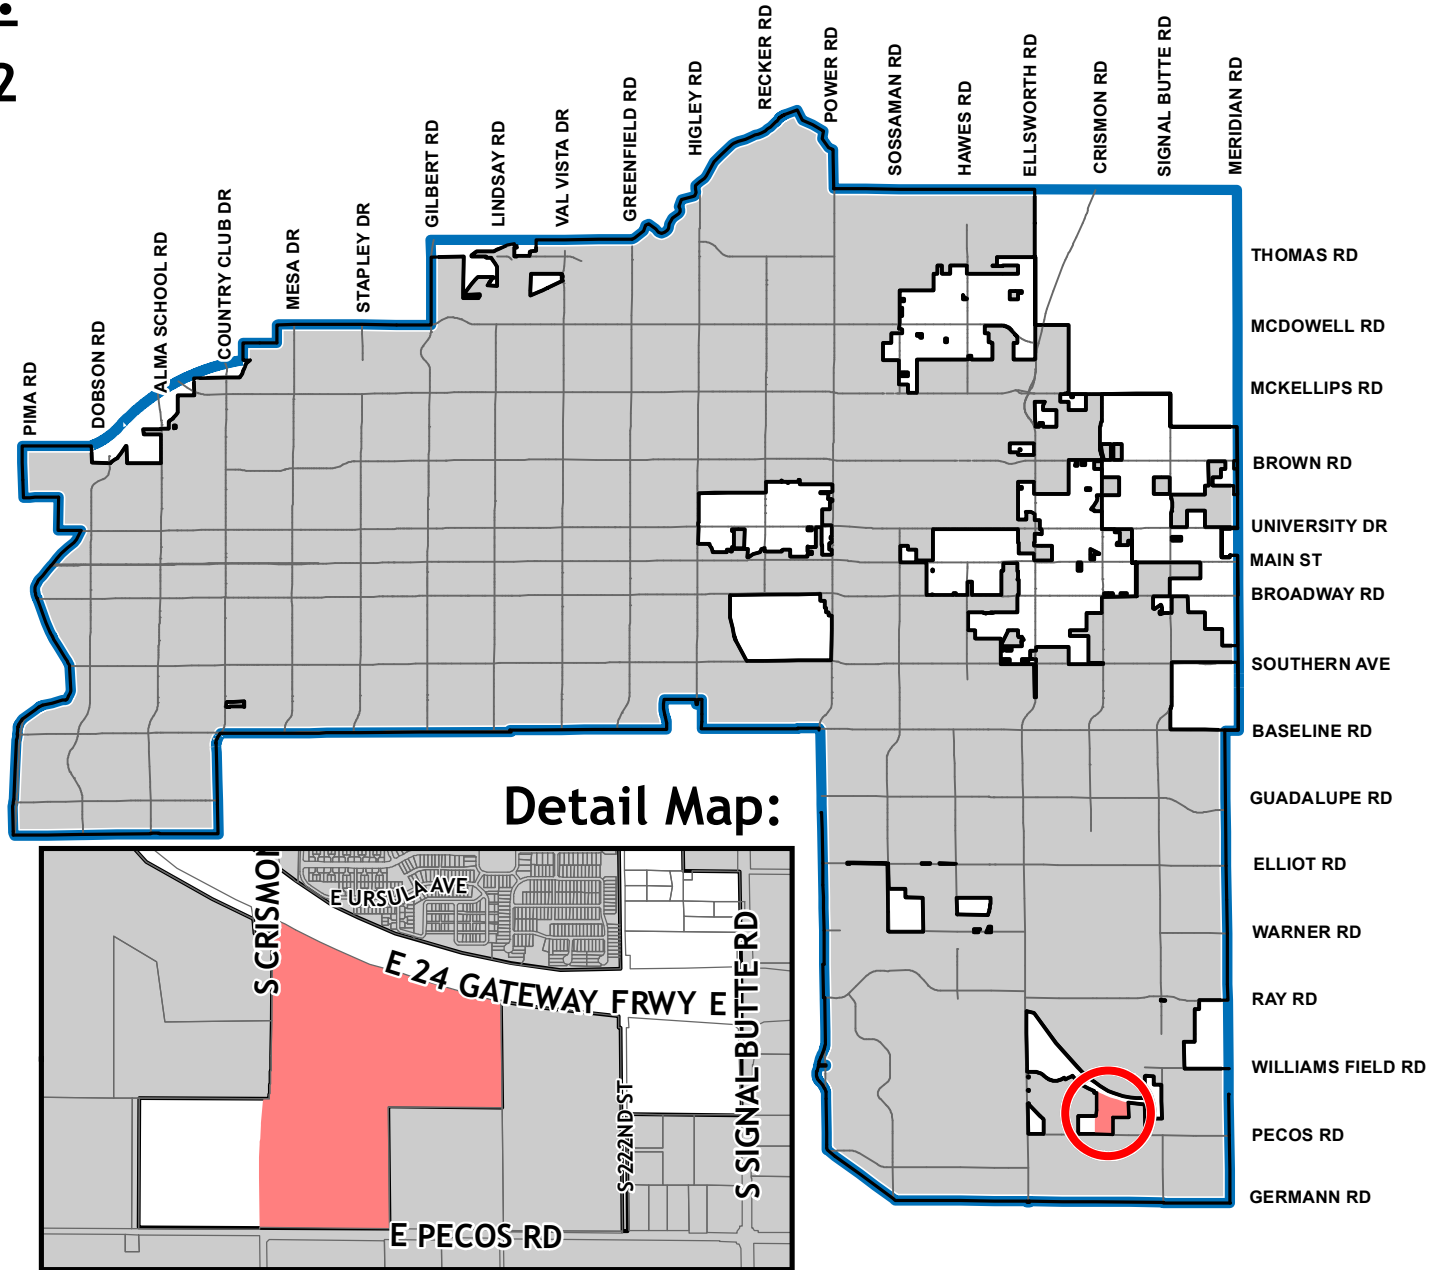 2
PIMA RD
DOBSON RD
ALMA SCHOOL RD
COUNTRY CLUB DR
MESA DR
STAPLEY DR
GILBERT RD
LINDSAY RD
VAL VISTA DR
GREENFIELD RD
HIGLEY RD
RECKER RD
POWER RD
SOSSAMAN RD
HAWES RD
ELLSWORTH RD
CRISMON RD
SIGNAL BUTTE RD
MERIDIAN RD
THOMAS RD
MCDOWELL RD
MCKELLIPS RD
BROWN RD
UNIVERSITY DR
MAIN ST
BROADWAY RD
SOUTHERN AVE
BASELINE RD
GUADALUPE RD
ELLIOT RD
WARNER RD
RAY RD
WILLIAMS FIELD RD
PECOS RD
GERMANN RD
Detail Map:
S CRISMON
E URSULA AVE
E 24 GATEWAY FRWY E
S SIGNAL BUTTE RD
S 222ND ST
E PECOS RD